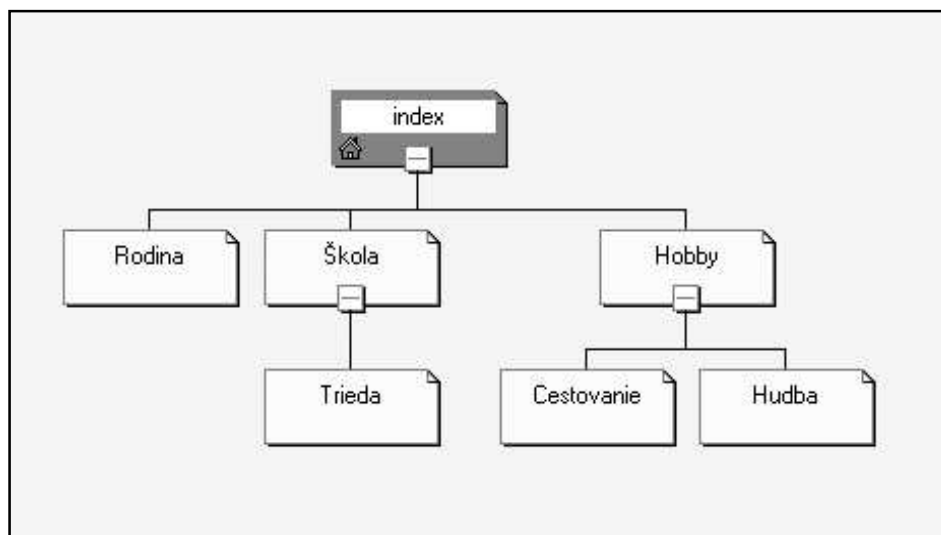 index
Rodina
Škola
Hobby
Trieda
Cestovanie
Hudba